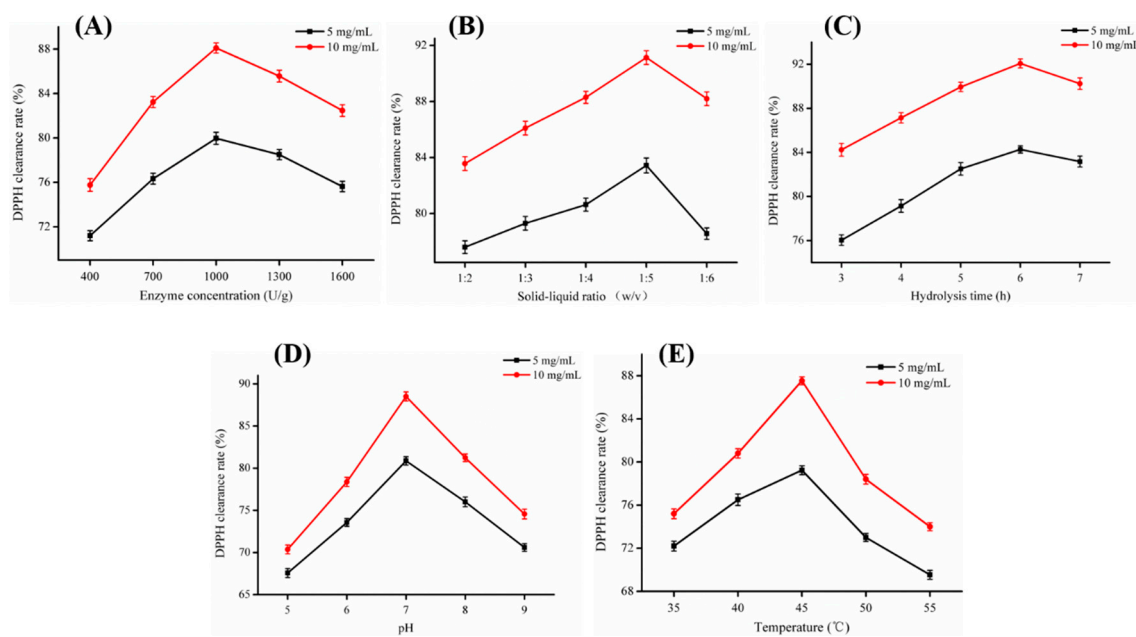 (A)
5 mg/mL
10 mg/mL
DPPH clearance rate (%)
88
84
80
76
72
400 700 1000 1300 1600
Enzyme concentration (U/g)
(B)
5 mg/mL
10 mg/mL
DPPH clearance rate (%)
92
88
84
80
1:2 1:3 1:4 1:5 1:6
Solid-liquid ratio （w/v）
(C)
5 mg/mL
10 mg/mL
DPPH clearance rate (%)
92
88
84
80
76
3 4 5 6 7
Hydrolysis time (h)
(D)
5 mg/mL
10 mg/mL
DPPH clearance rate (%)
90
85
80
75
70
65
5 6 7 8 9
pH
(E)
5 mg/mL
10 mg/mL
DPPH clearance rate (%)
88
84
80
76
72
68
35 40 45 50 55
Temperature (℃)